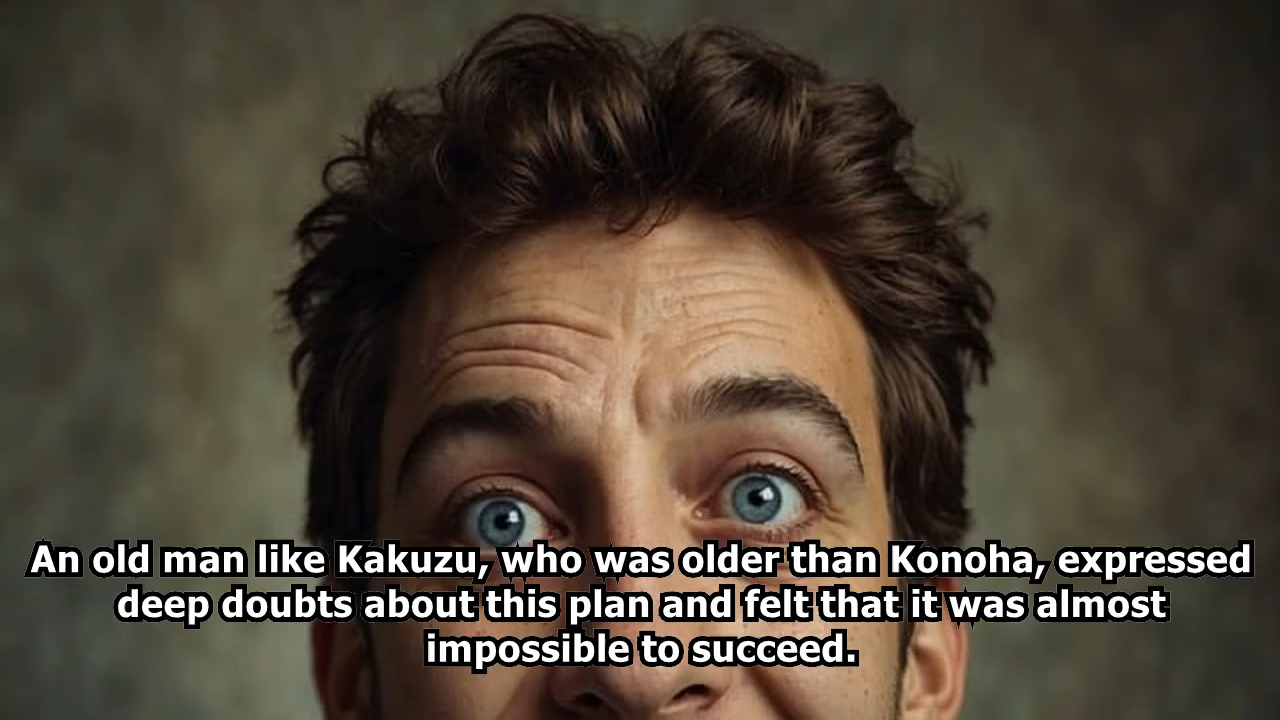 An old man like Kakuzu, who was older than Konoha, expressed
deep doubts about this plan and felt that it was almost
impossible to succeed.